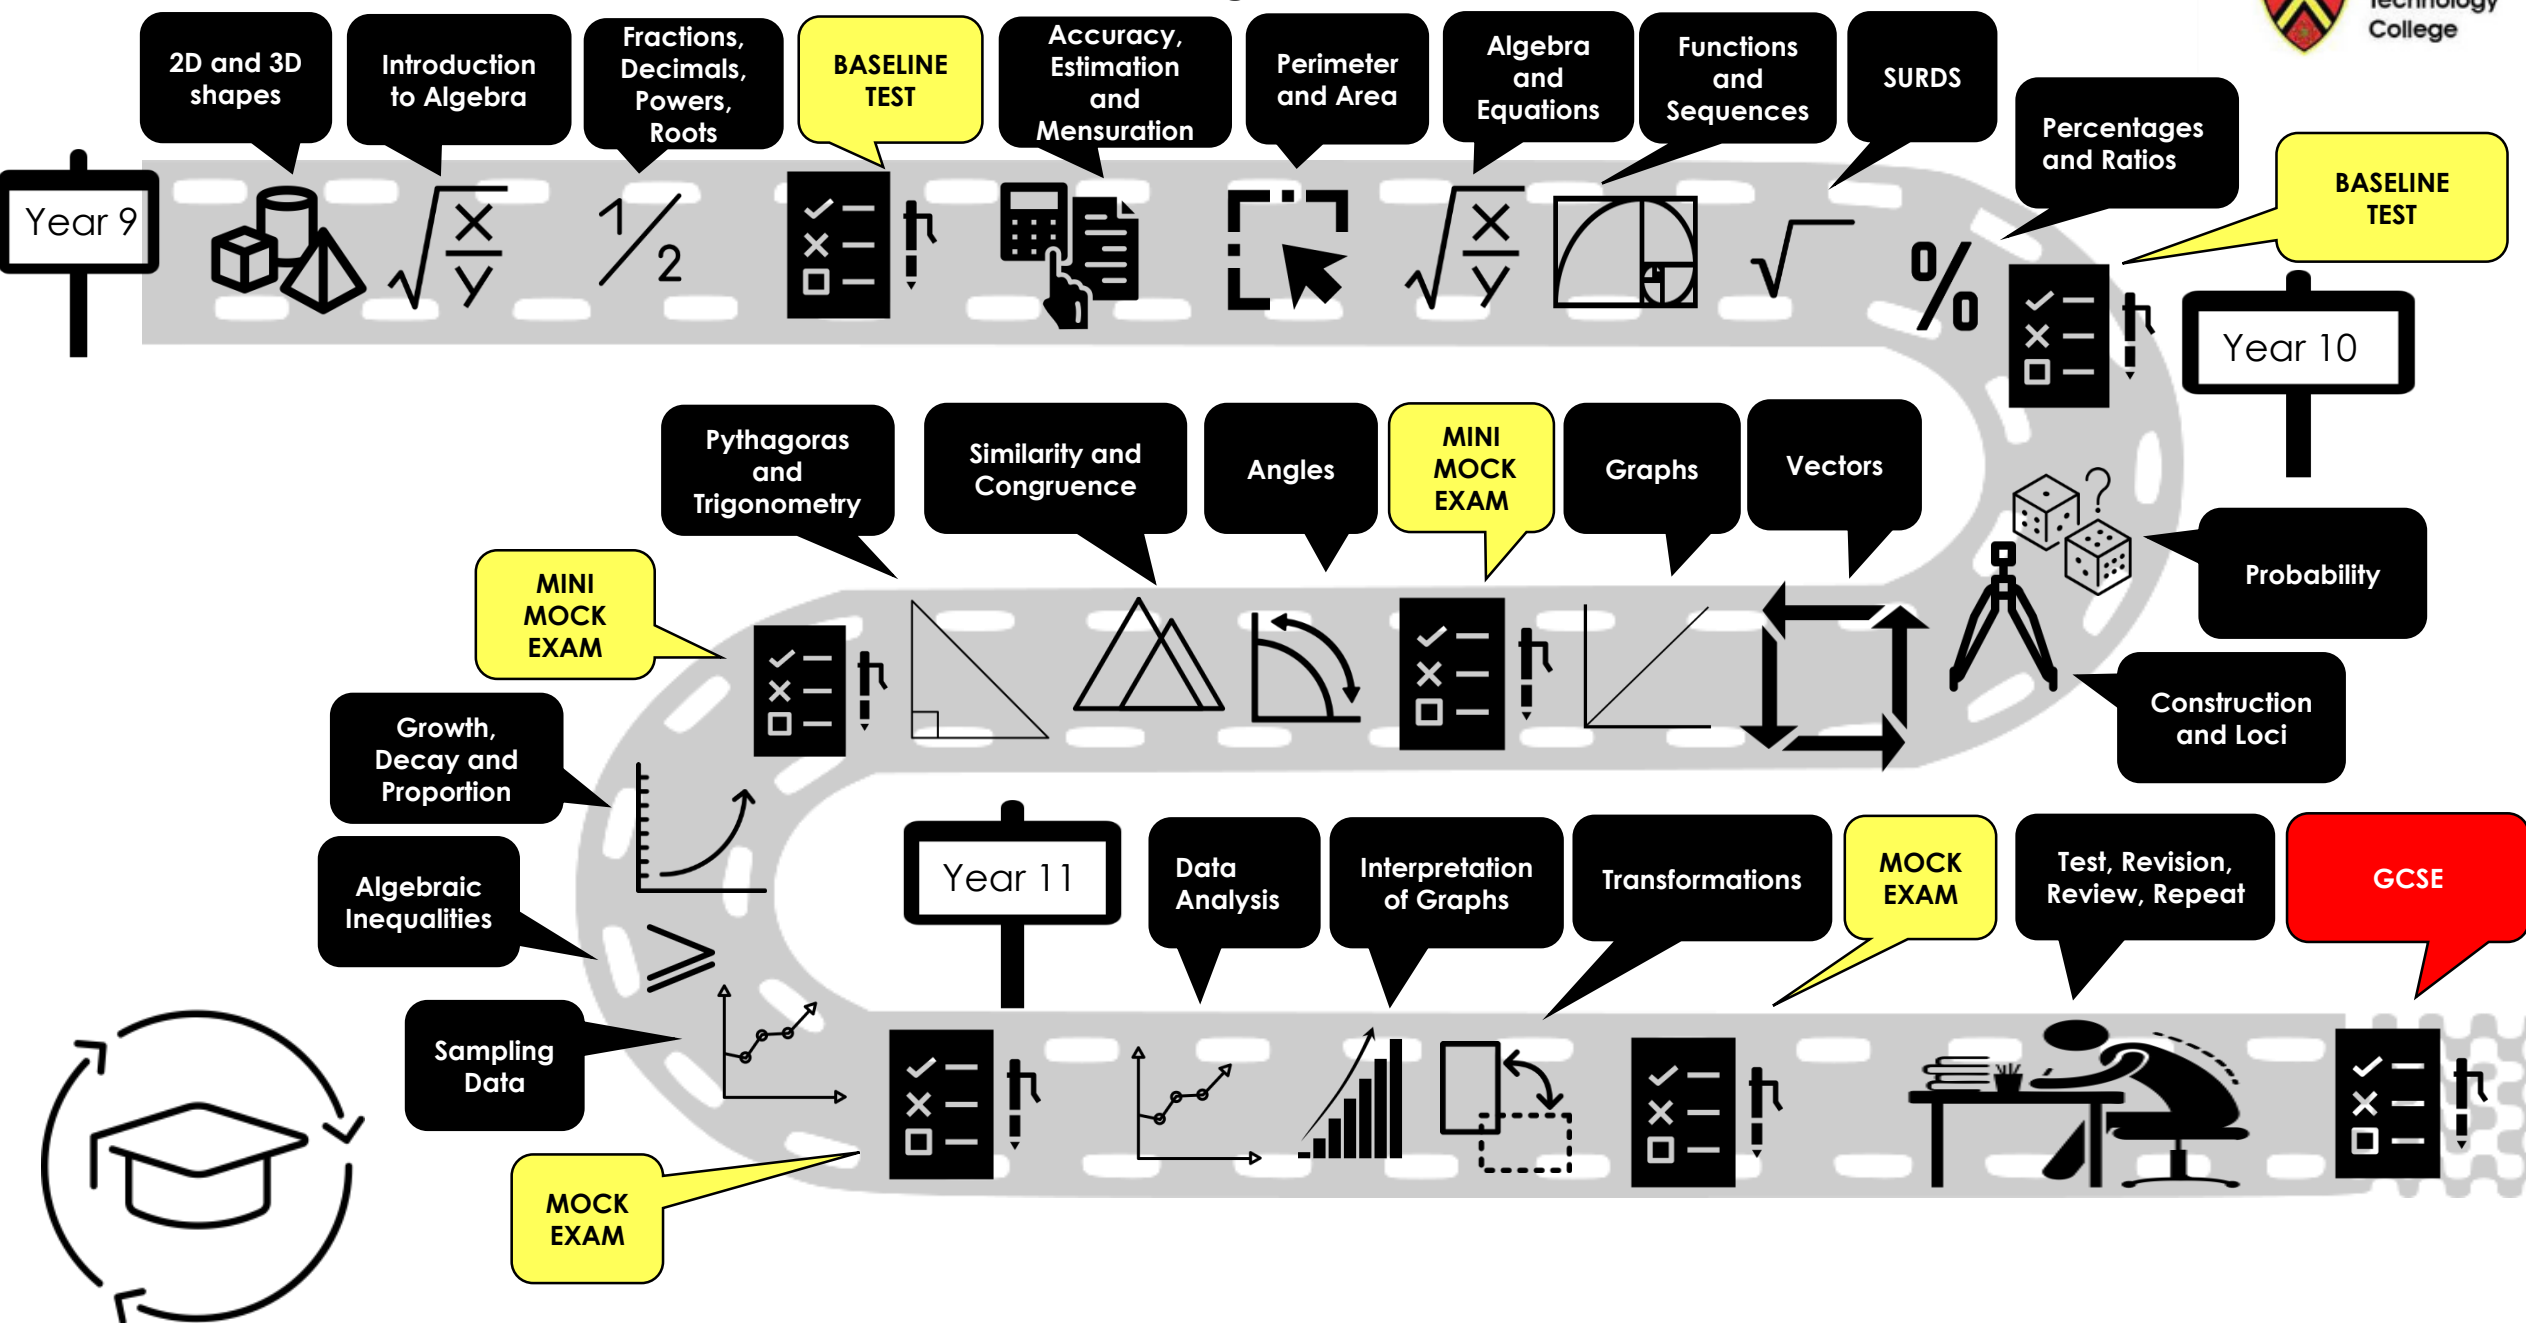 Technology
College
2D and 3D
shapes
Introduction
to Algebra
Fractions,
Decimals,
Powers,
Roots
BASELINE
TEST
Accuracy,
Estimation
and
Mensuration
Perimeter
and Area
Algebra
and
Equations
Functions
and
Sequences
SURDS
Percentages
and Ratios
BASELINE
TEST
Year 9
X
Y
1/2
X
Y
%
Year 10
Probability
Construction
and Loci
Vectors
Graphs
MINI
MOCK
EXAM
Angles
Similarity and
Congruence
Pythagoras
and
Trigonometry
MINI
MOCK
EXAM
Growth,
Decay and
Proportion
Algebraic
Inequalities
Sampling
Data
MOCK
EXAM
Year 11
Data
Analysis
Interpretation
of Graphs
Transformations
MOCK
EXAM
Test, Revision,
Review, Repeat
GCSE